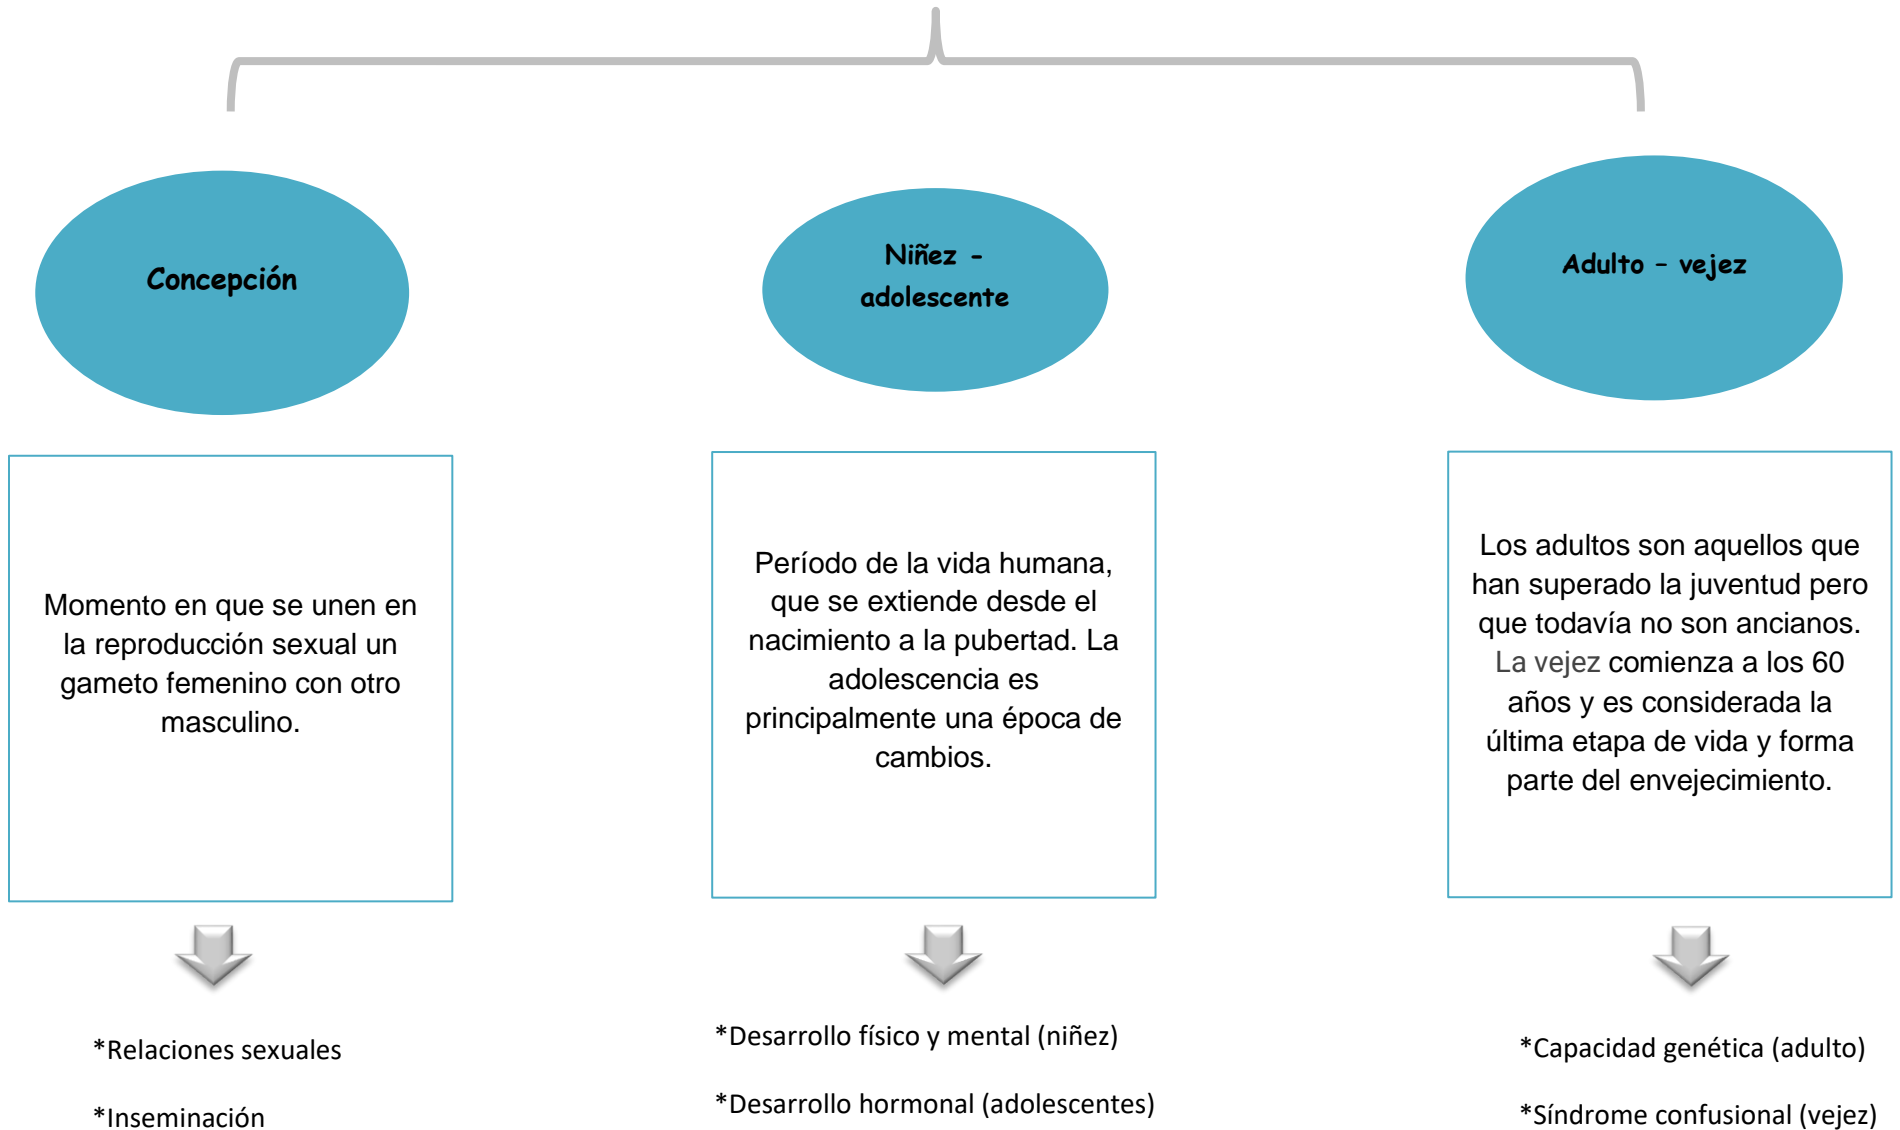 Concepción
Momento en que se unen en
la reproducción sexual un
gameto femenino con otro
masculino.
*Relaciones sexuales
*Inseminación
Niñez -
adolescente
Período de la vida humana,
que se extiende desde el
nacimiento a la pubertad. La
adolescencia es
principalmente una época de
cambios.
*Desarrollo físico y mental (niñez)
*Desarrollo hormonal (adolescentes)
Adulto – vejez
Los adultos son aquellos que
han superado la juventud pero
que todavía no son ancianos.
La vejez comienza a los 60
años y es considerada la
última etapa de vida y forma
parte del envejecimiento.
*Capacidad genética (adulto)
*Síndrome confusional (vejez)